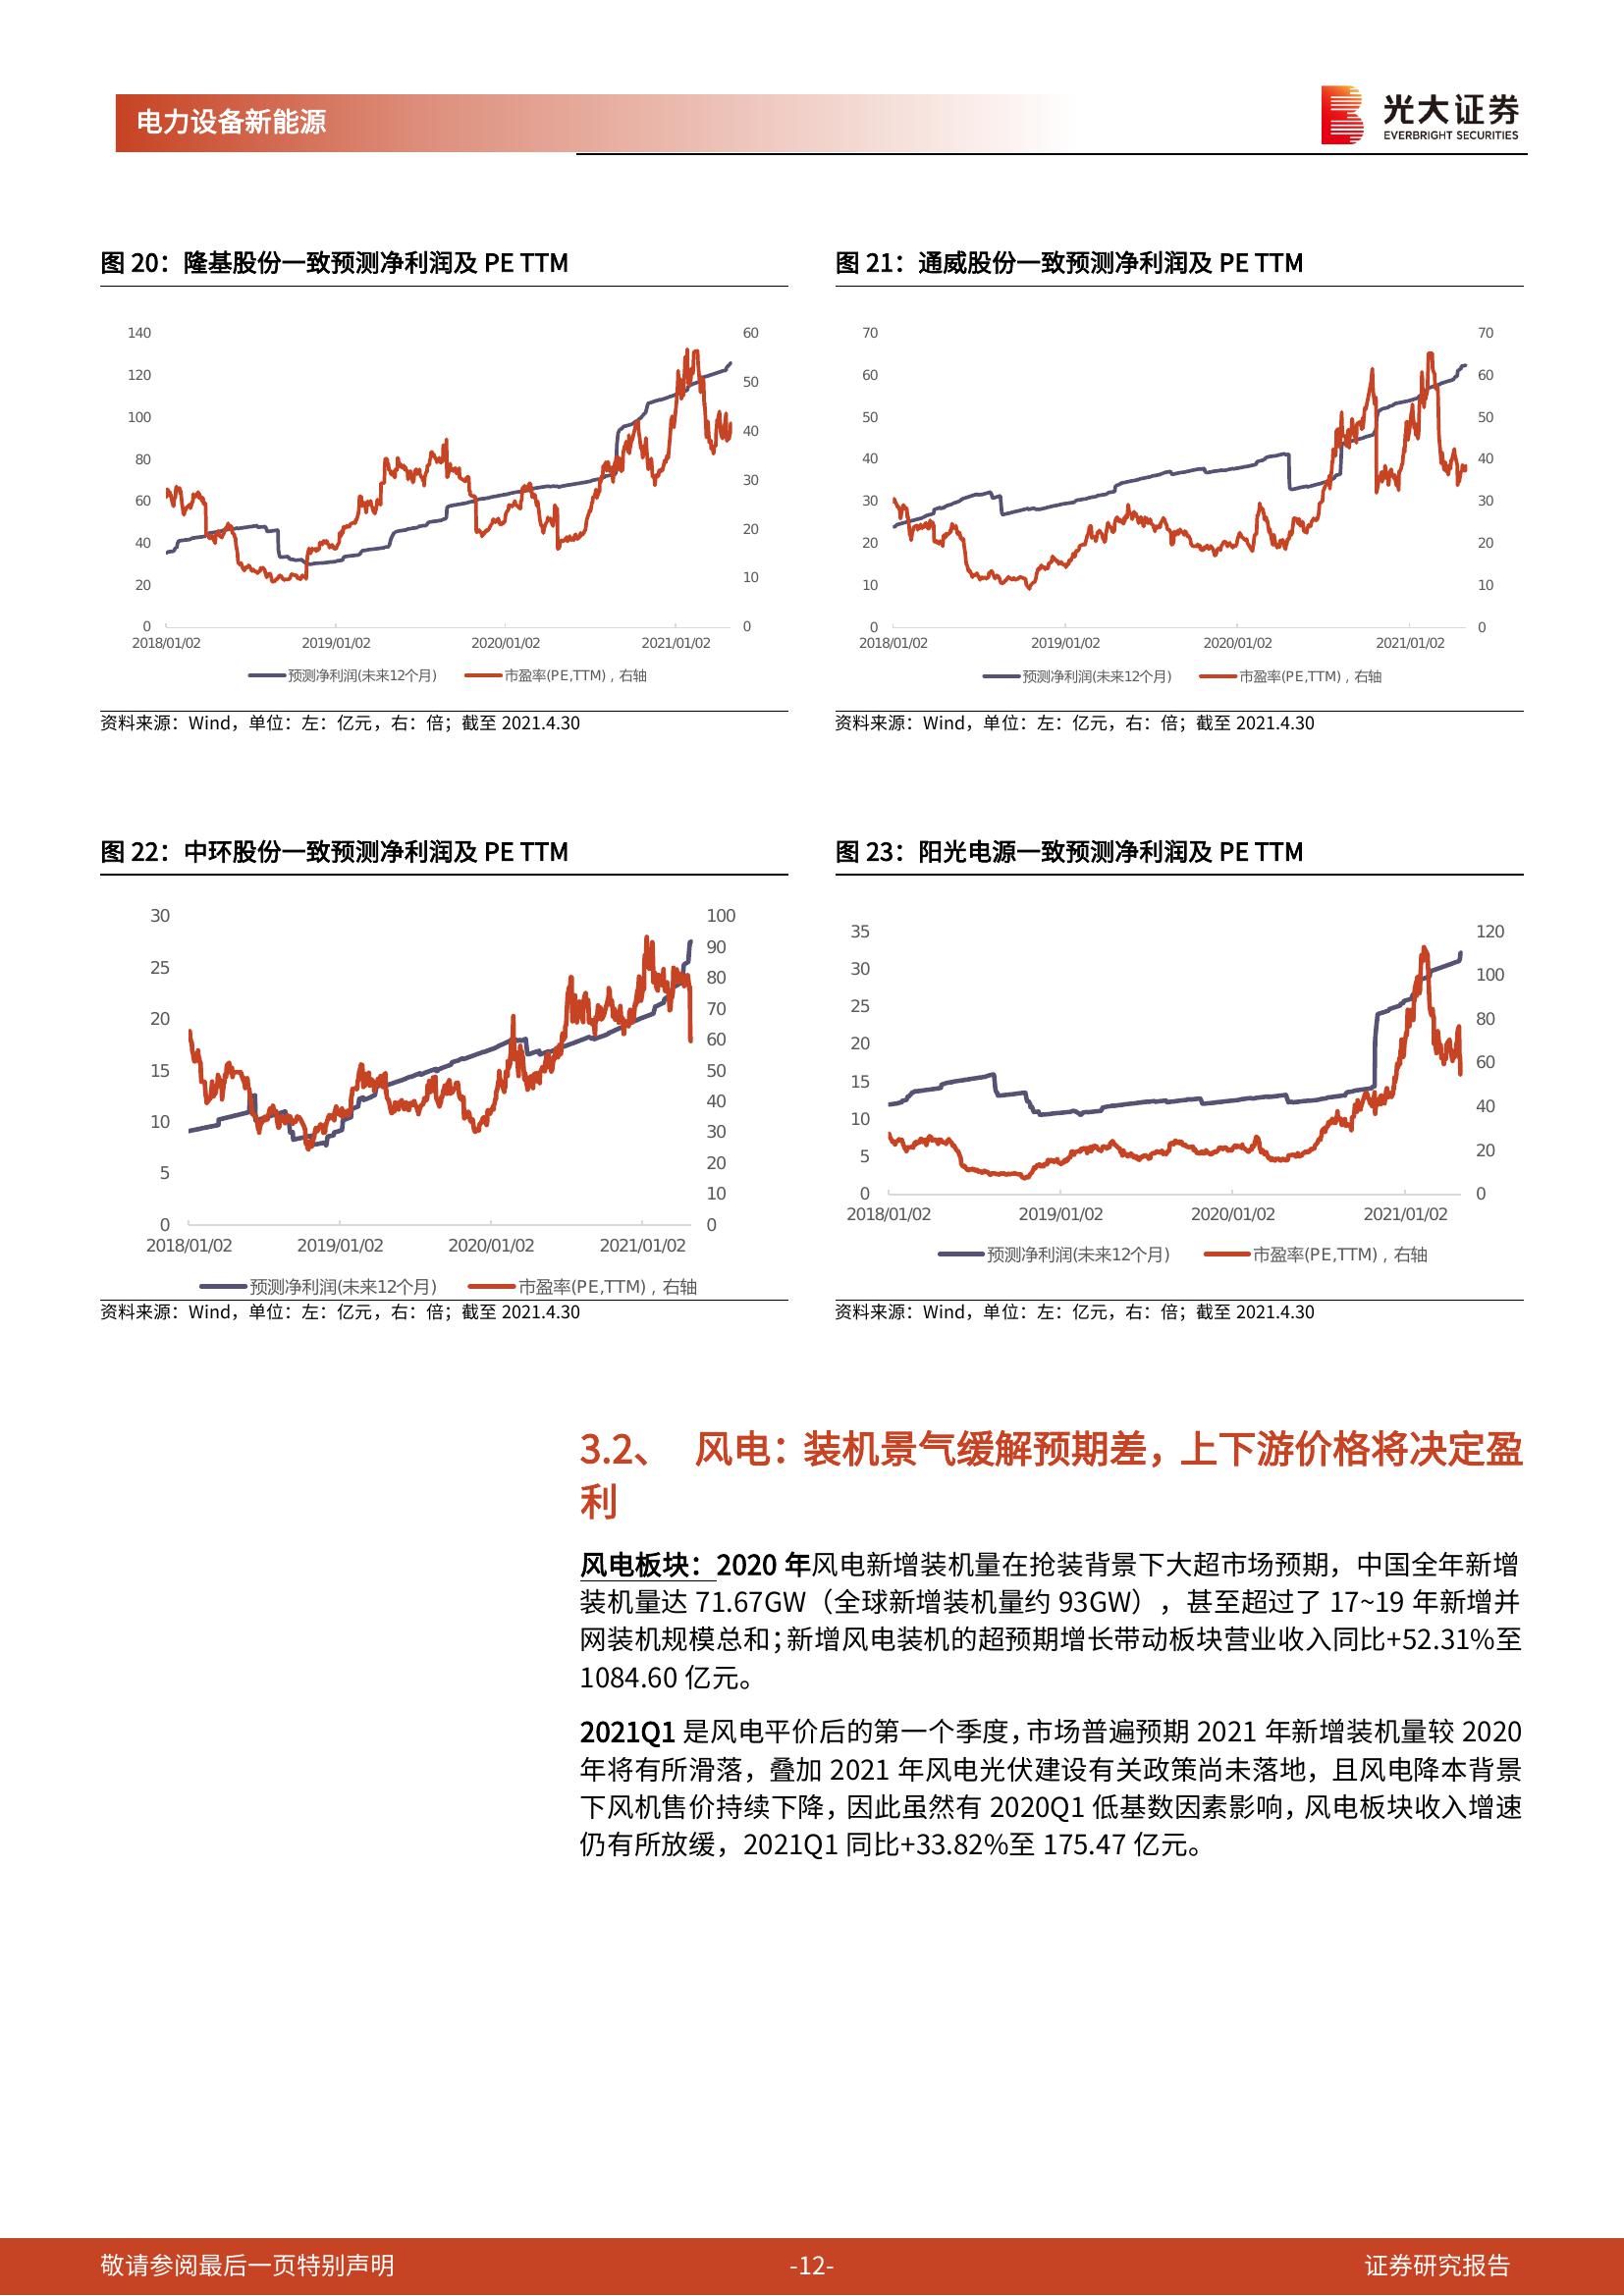 电力设备新能源
光大证券
EVERBRIGHT SECURITIES
图 20：隆基股份一致预测净利润及 PE TTM
140
120
100
80
60
40
20
0
60
50
40
30
20
10
0
2018/01/02 2019/01/02 2020/01/02 2021/01/02
预测净利润(未来12个月) 市盈率(PE,TTM)，右轴
资料来源：Wind，单位：左：亿元，右：倍；截至 2021.4.30
图 21：通威股份一致预测净利润及 PE TTM
70
60
50
40
30
20
10
0
70
60
50
40
30
20
10
0
2018/01/02 2019/01/02 2020/01/02 2021/01/02
预测净利润(未来12个月) 市盈率(PE,TTM)，右轴
资料来源：Wind，单位：左：亿元，右：倍；截至 2021.4.30
图 22：中环股份一致预测净利润及 PE TTM
30
25
20
15
10
5
0
100
90
80
70
60
50
40
30
20
10
0
2018/01/02 2019/01/02 2020/01/02 2021/01/02
预测净利润(未来12个月) 市盈率(PE,TTM)，右轴
资料来源：Wind，单位：左：亿元，右：倍；截至 2021.4.30
图 23：阳光电源一致预测净利润及 PE TTM
35
30
25
20
15
10
5
0
120
100
80
60
40
20
0
2018/01/02 2019/01/02 2020/01/02 2021/01/02
预测净利润(未来12个月) 市盈率(PE,TTM)，右轴
资料来源：Wind，单位：左：亿元，右：倍；截至 2021.4.30
3.2、 风电：装机景气缓解预期差，上下游价格将决定盈
利
风电板块：2020 年风电新增装机量在抢装背景下大超市场预期，中国全年新增
装机量达 71.67GW（全球新增装机量约 93GW），甚至超过了 17~19 年新增并
网装机规模总和；新增风电装机的超预期增长带动板块营业收入同比+52.31%至
1084.60 亿元。
2021Q1 是风电平价后的第一个季度，市场普遍预期 2021 年新增装机量较 2020
年将有所滑落，叠加 2021 年风电光伏建设有关政策尚未落地，且风电降本背景
下风机售价持续下降，因此虽然有 2020Q1 低基数因素影响，风电板块收入增速
仍有所放缓，2021Q1 同比+33.82%至 175.47 亿元。
敬请参阅最后一页特别声明 -12- 证券研究报告